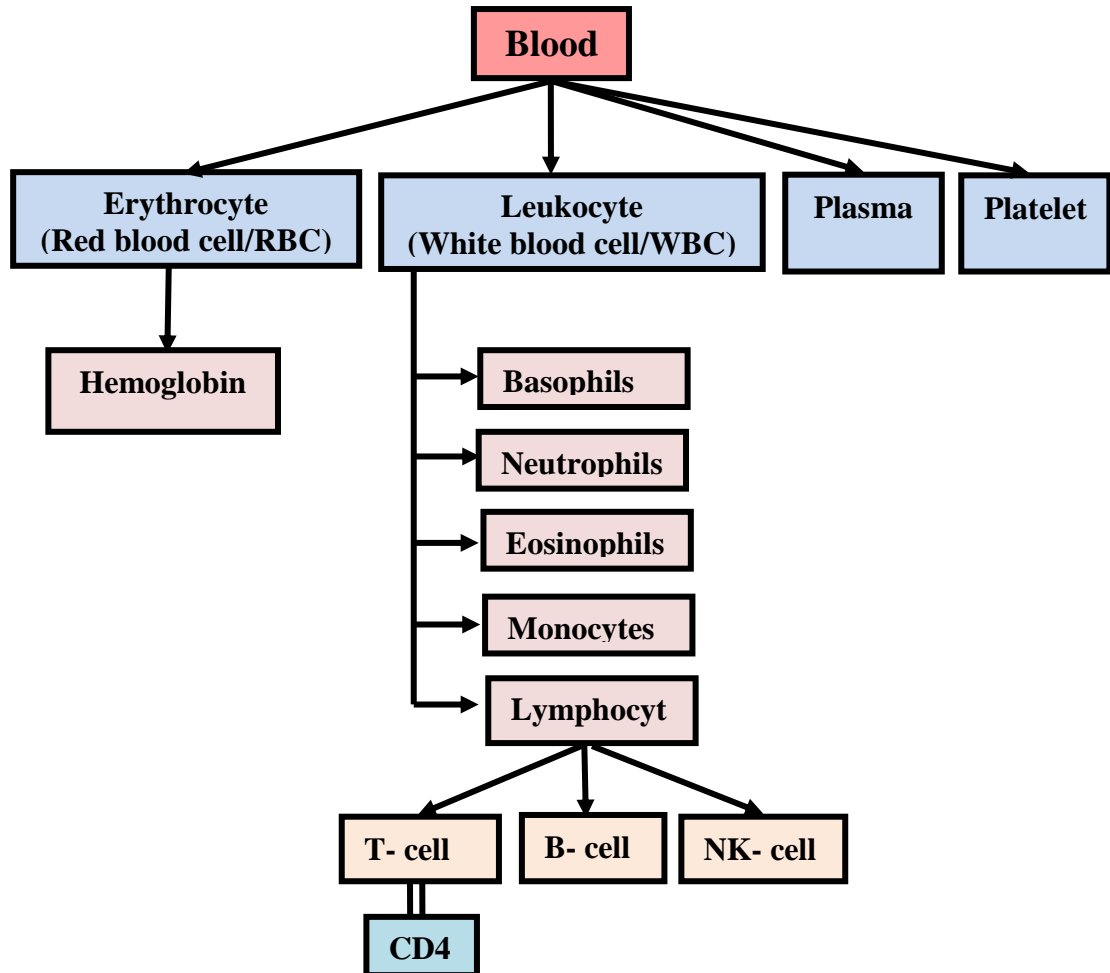 Blood
Erythrocyte
(Red blood cell/RBC)
Leukocyte
(White blood cell/WBC)
Plasma
Platelet
Hemoglobin
Basophils
Neutrophils
Eosinophils
Monocytes
Lymphocyt
T- cell
B- cell
NK- cell
CD4